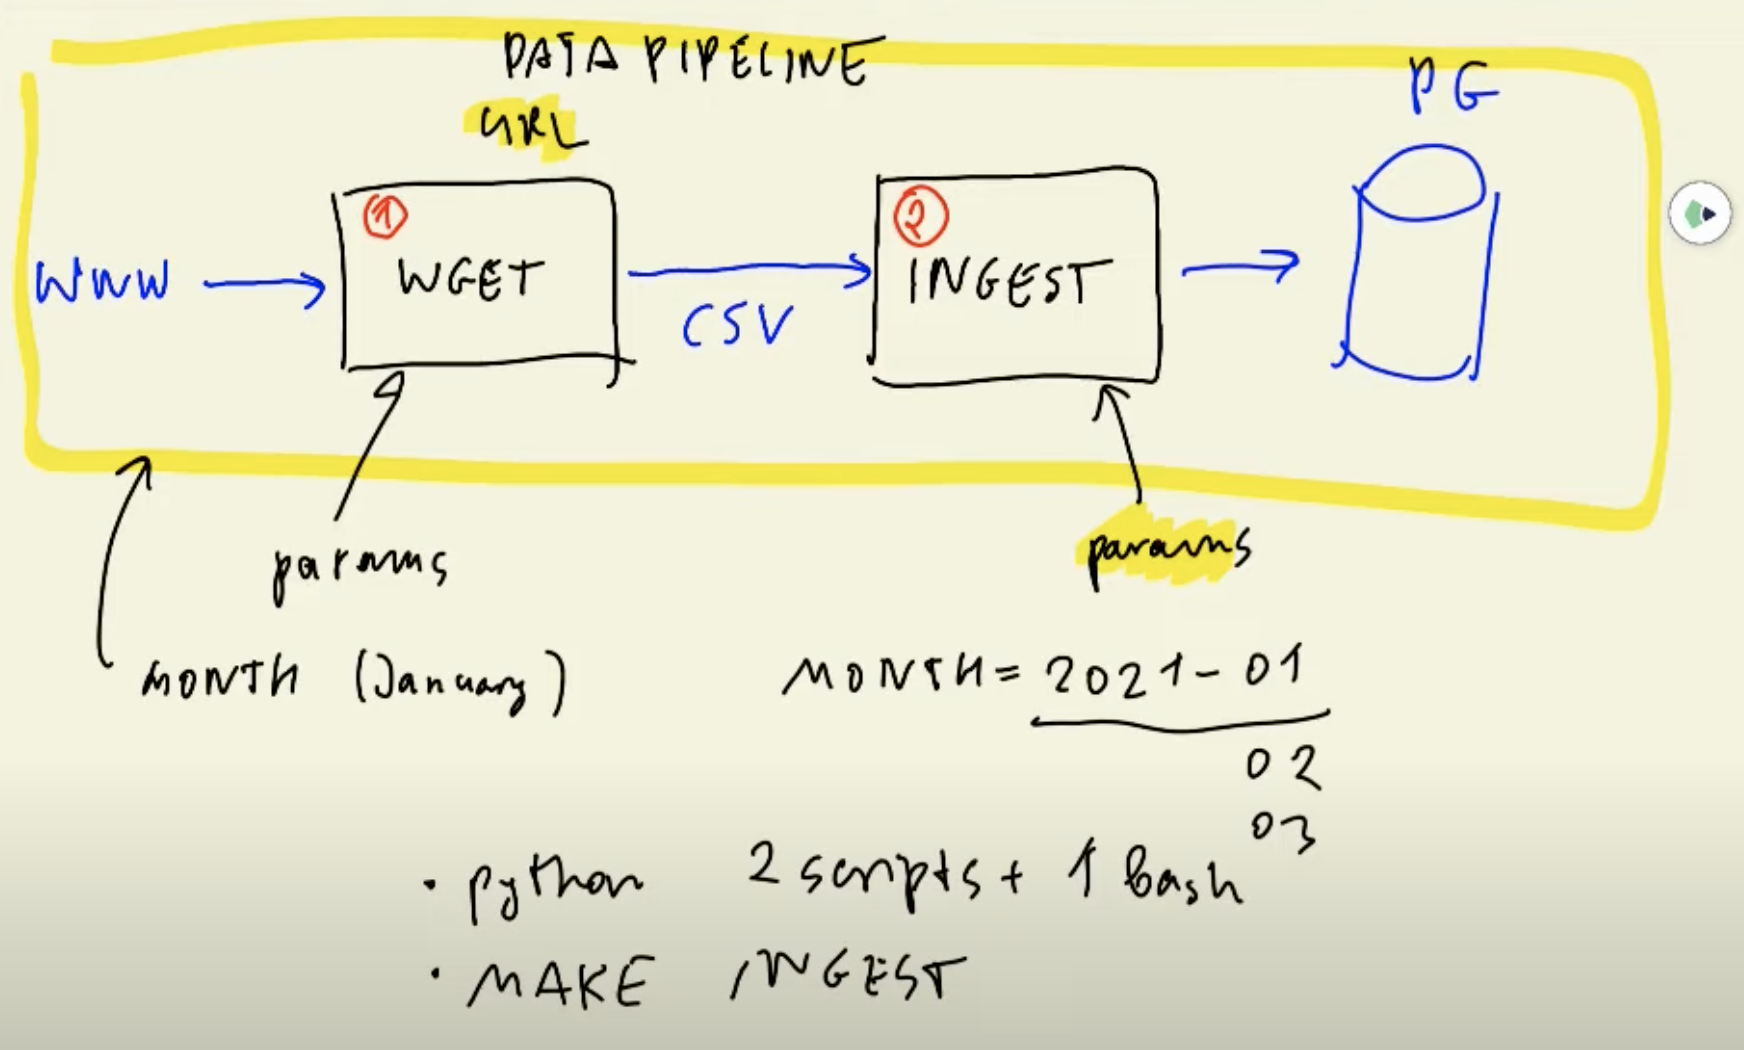 DATA PIPELINE
URL
PG
1
2
WWW
WGET
CSV
INGEST
params
params
MONTH (January)
MONTH = 2021-01
02
03
• python 2 scripts + 1 bash
• MAKE INGEST